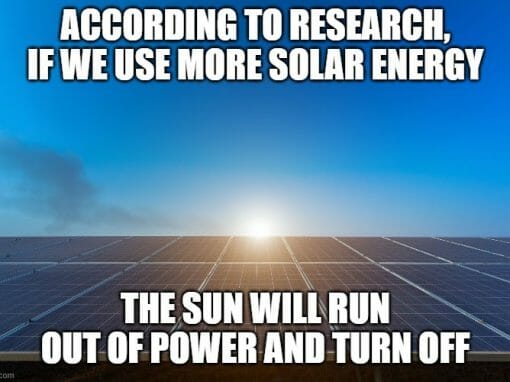 ACCORDING TO RESEARCH,
IF WE USE MORE SOLAR ENERGY
THE SUN WILL RUN
OUT OF POWER AND TURN OFF